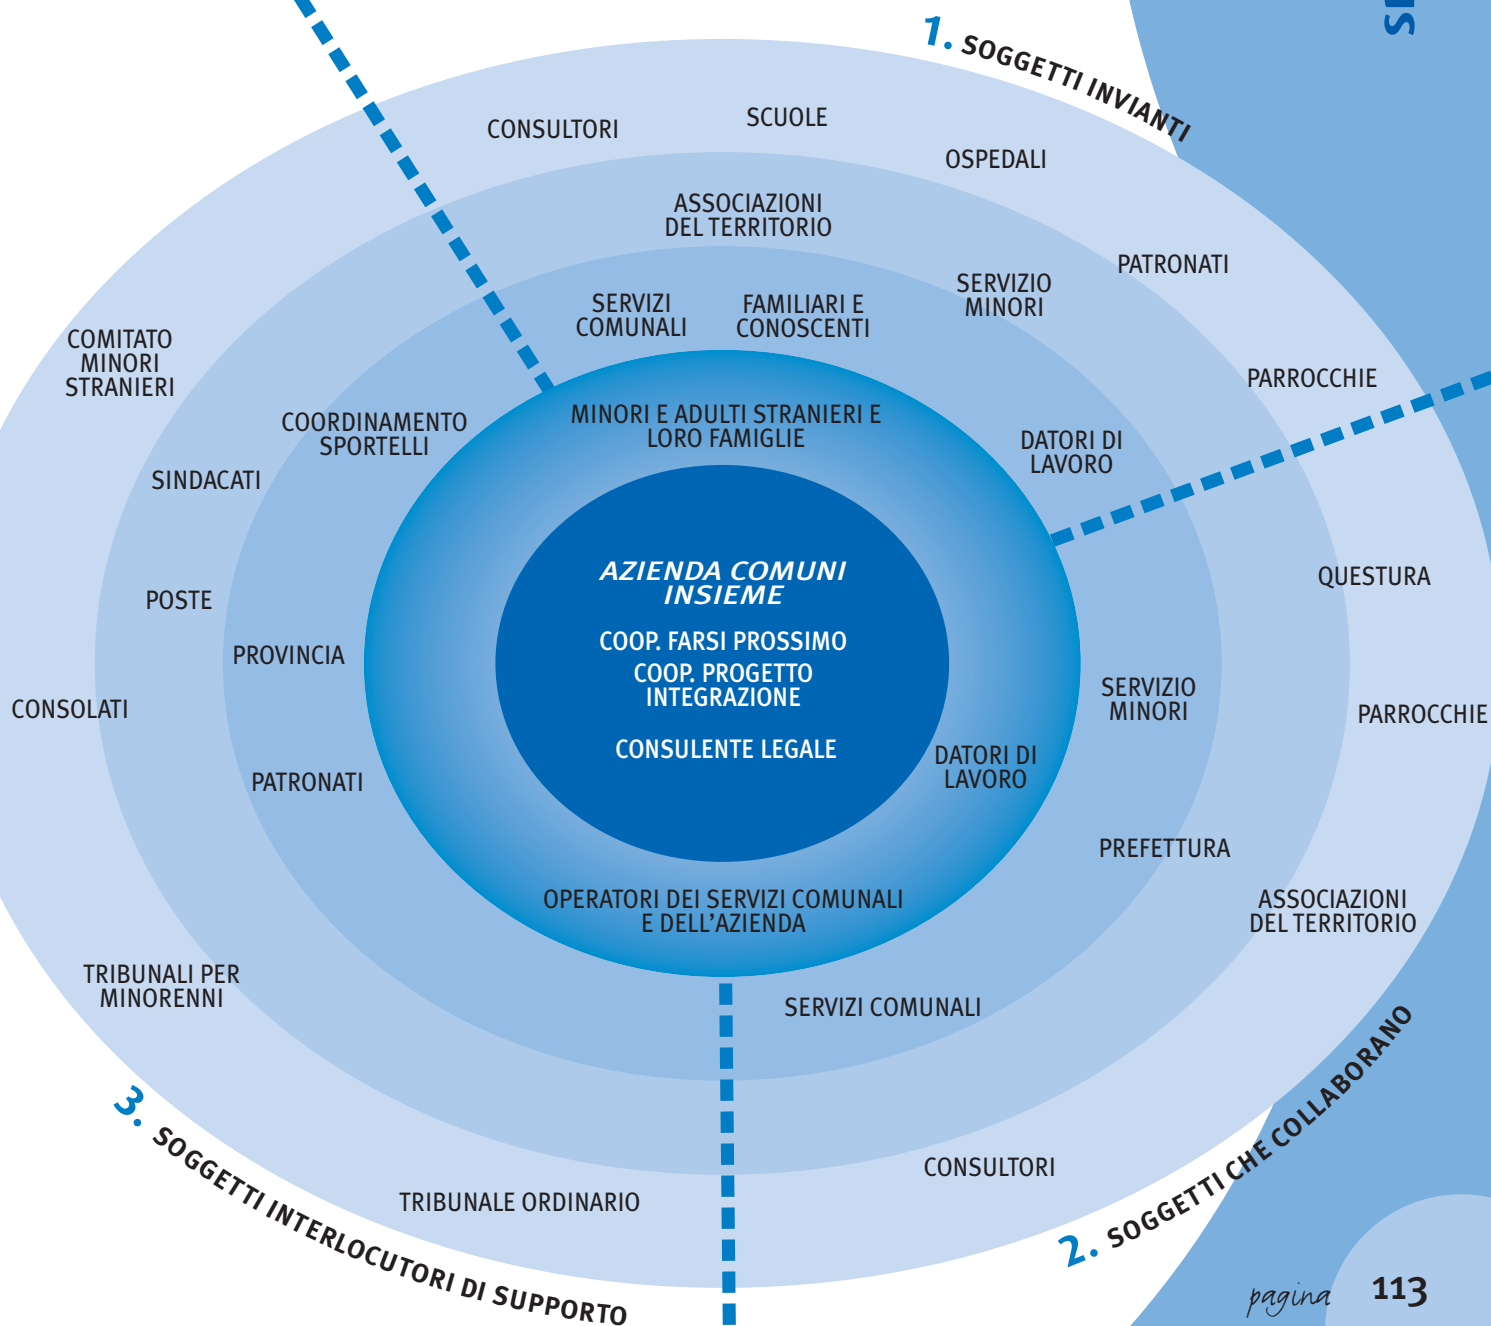 1. SOGGETTI INVIANTI
CONSULTORI
SCUOLE
OSPEDALI
ASSOCIAZIONI
DEL TERRITORIO
PATRONATI
SERVIZI
COMUNALI
FAMILIARI E
CONOSCENTI
SERVIZIO
MINORI
PARROCCHIE
DATORI DI
LAVORO
COMITATO
MINORI
STRANIERI
COORDINAMENTO
SPORTELLI
SINDACATI
POSTE
PROVINCIA
CONSOLATI
PATRONATI
TRIBUNALI PER
MINORENNI
TRIBUNALE ORDINARIO
3. SOGGETTI INTERLOCUTORI DI SUPPORTO
MINORI E ADULTI STRANIERI E
LORO FAMIGLIE
AZIENDA COMUNI
INSIEME
COOP. FARSI PROSSIMO
COOP. PROGETTO
INTEGRAZIONE
CONSULENTE LEGALE
DATORI DI
LAVORO
OPERATORI DEI SERVIZI COMUNALI
E DELL'AZIENDA
QUESTURA
SERVIZIO
MINORI
PARROCCHIE
PREFETTURA
ASSOCIAZIONI
DEL TERRITORIO
SERVIZI COMUNALI
CONSULTORI
2. SOGGETTI CHE COLLABORANO
pagina 113